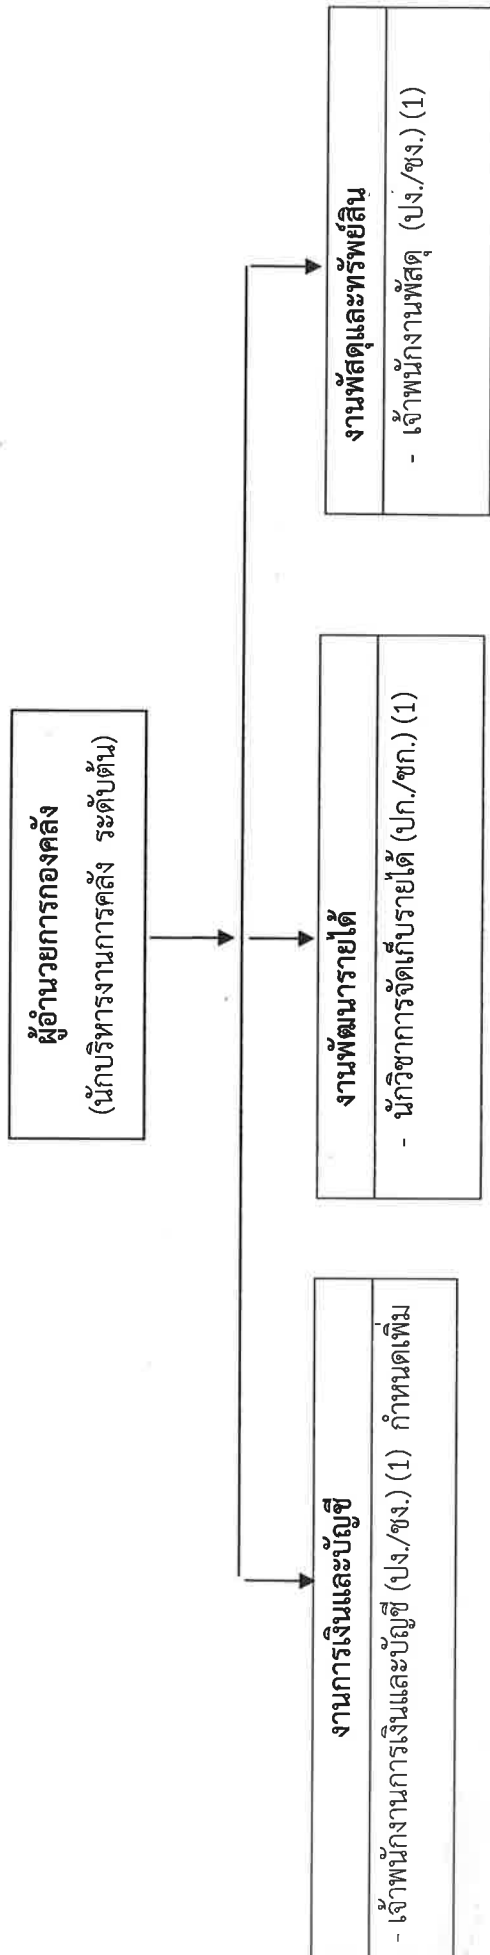 ผู้อำนวยการกองคลัง
(นักบริหารงานการคลัง ระดับต้น)
งานการเงินและบัญชี
- เจ้าพนักงานการเงินและบัญชี (ปง./ชง.) (1) กำหนดเพิ่ม
งานพัฒนารายได้
- นักวิชาการจัดเก็บรายได้ (ปก./ชก.) (1)
งานพัสดุและทรัพย์สิน
- เจ้าพนักงานพัสดุ (ปง./ชง.) (1)